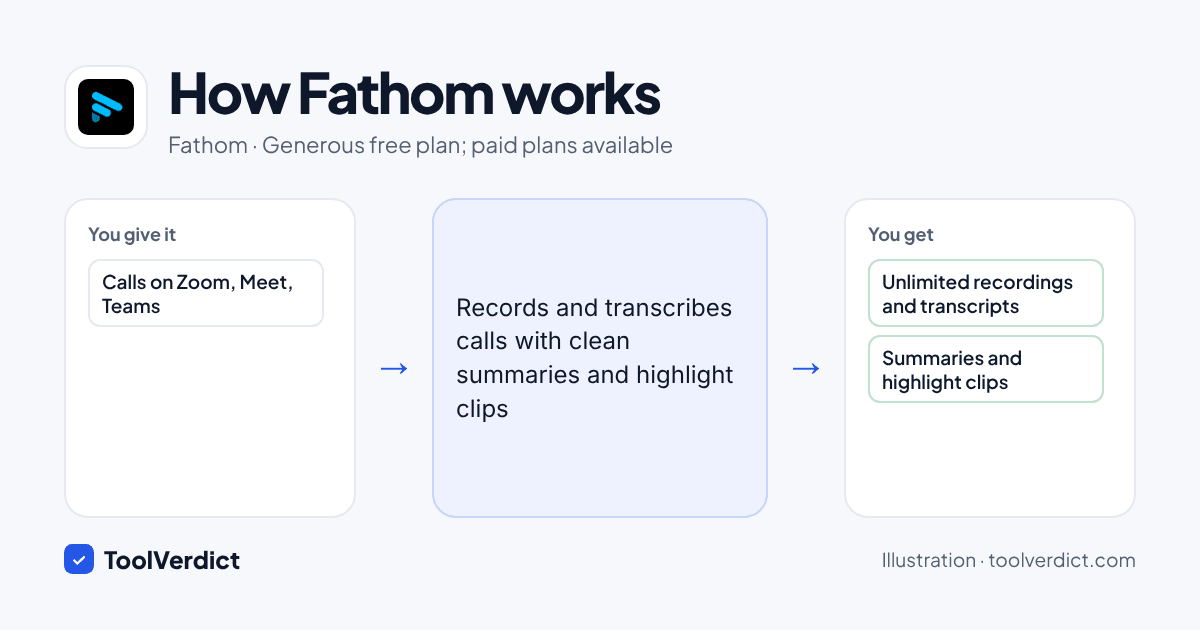 How Fathom works
Fathom · Generous free plan; paid plans available
You give it
Calls on Zoom, Meet,
Teams
→
Records and transcribes
calls with clean
summaries and highlight
clips
→
You get
Unlimited recordings
and transcripts
Summaries and
highlight clips
ToolVerdict
Illustration · toolverdict.com